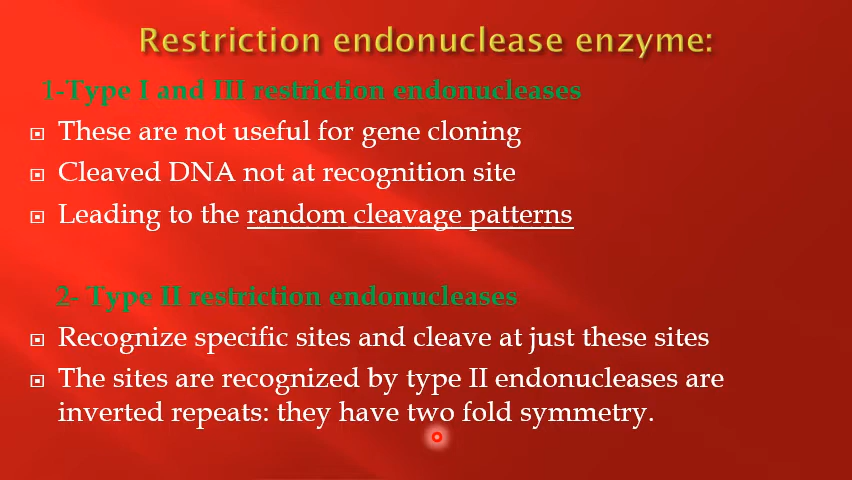 Restriction endonuclease enzyme:
1-Type I and III restriction endonucleases
These are not useful for gene cloning
Cleaved DNA not at recognition site
Leading to the random cleavage patterns
2- Type II restriction endonucleases
Recognize specific sites and cleave at just these sites
The sites are recognized by type II endonucleases are
inverted repeats: they have two fold symmetry.